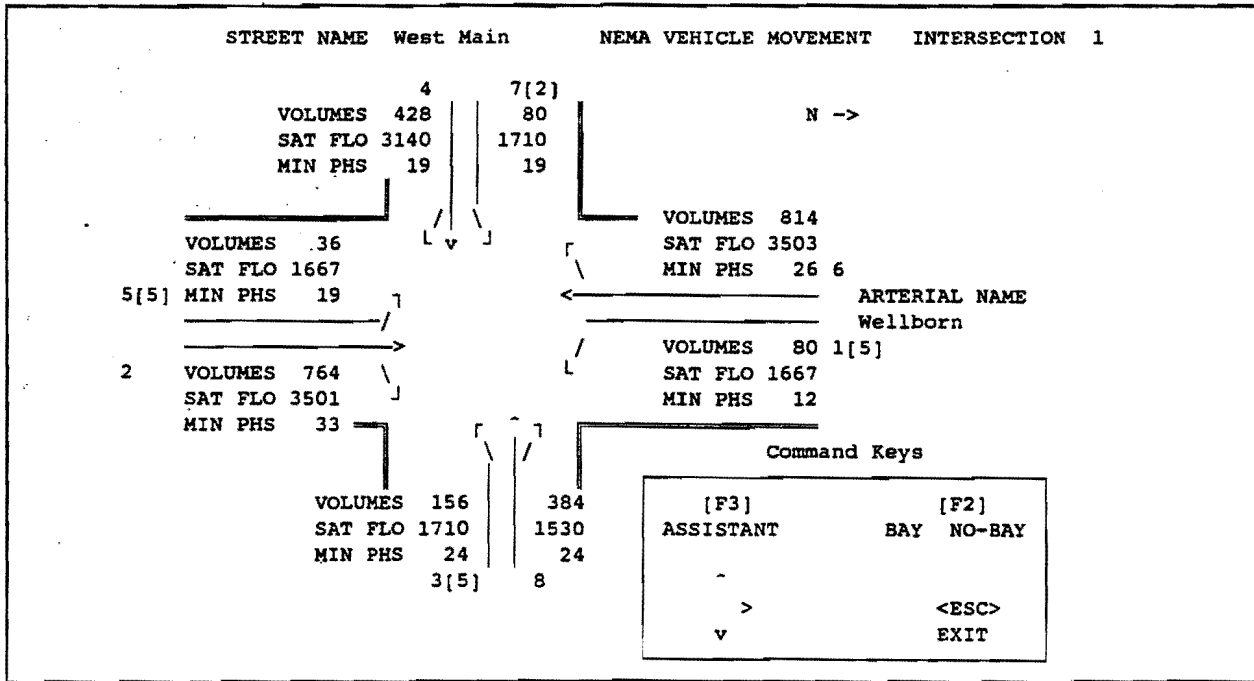 STREET NAME West Main NEMA VEHICLE MOVEMENT INTERSECTION 1
4 7[2]
VOLUMES 428 80 N ->
SAT FLO 3140 1710
MIN PHS 19 19
VOLUMES 814
VOLUMES 36 v SAT FLO 3503
SAT FLO 1667 MIN PHS 26 6
5[5] MIN PHS 19 < ARTERIAL NAME
Wellborn
> VOLUMES 80 1[5]
2 VOLUMES 764 SAT FLO 1667
SAT FLO 3501 MIN PHS 12
MIN PHS 33 ^
Command Keys
VOLUMES 156 384 [F3] [F2]
SAT FLO 1710 1530 ASSISTANT BAY NO-BAY
MIN PHS 24 24
3[5] 8 ^
> <ESC>
v EXIT